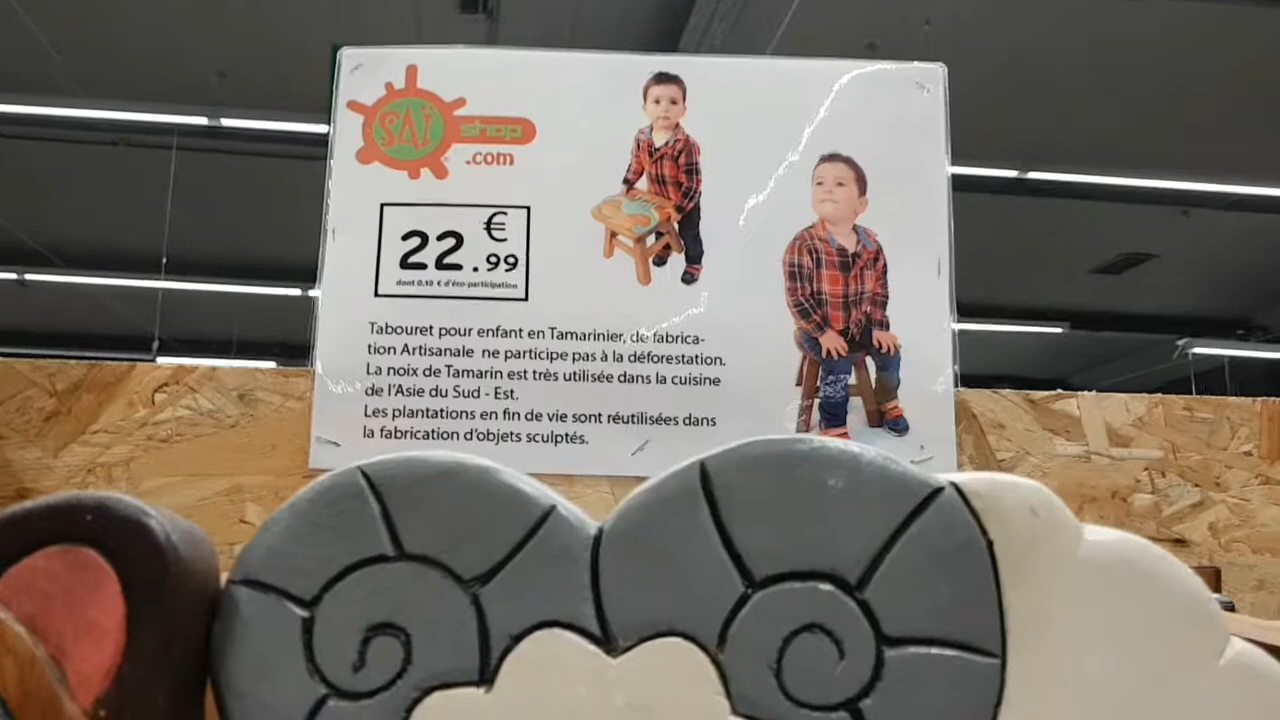 SAÏ shop
.com
22.99 €
dont 0.10 € d'éco-participation
Tabouret pour enfant en Tamarinier, de fabrica-
tion Artisanale ne participe pas à la déforestation.
La noix de Tamarin est très utilisée dans la cuisine
de l'Asie du Sud - Est.
Les plantations en fin de vie sont réutilisées dans
la fabrication d'objets sculptés.